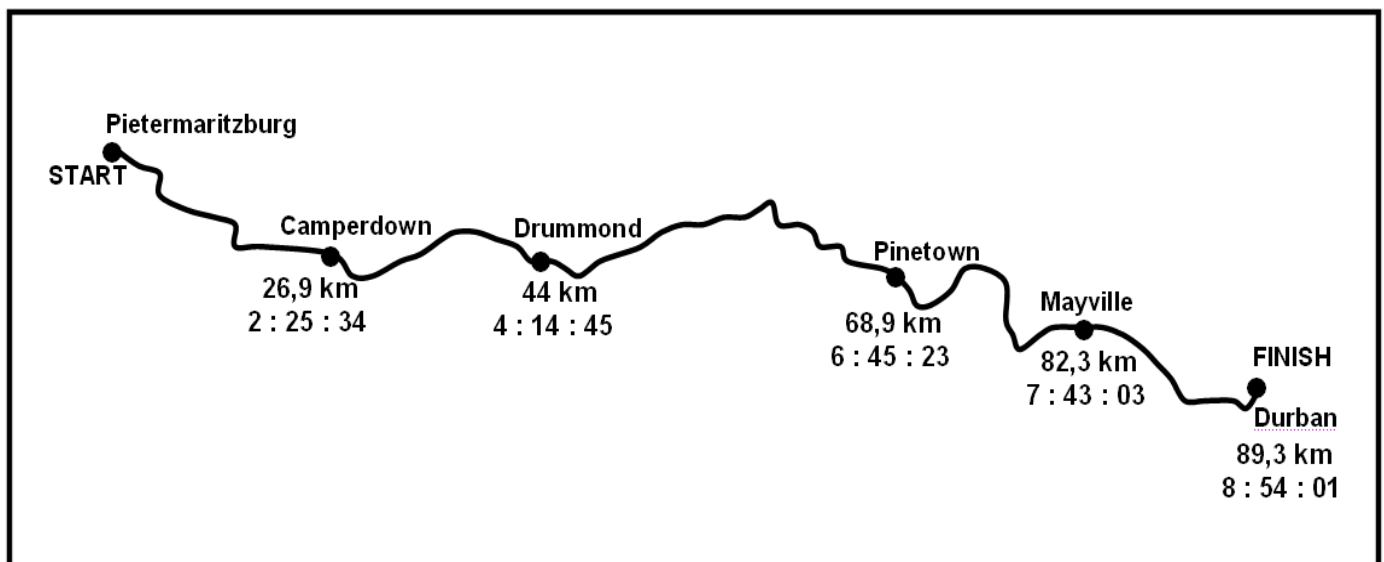 Pietermaritzburg
START
Camperdown
26,9 km
2 : 25 : 34
Drummond
44 km
4 : 14 : 45
Pinetown
68,9 km
6 : 45 : 23
Mayville
82,3 km
7 : 43 : 03
FINISH
Durban
89,3 km
8 : 54 : 01